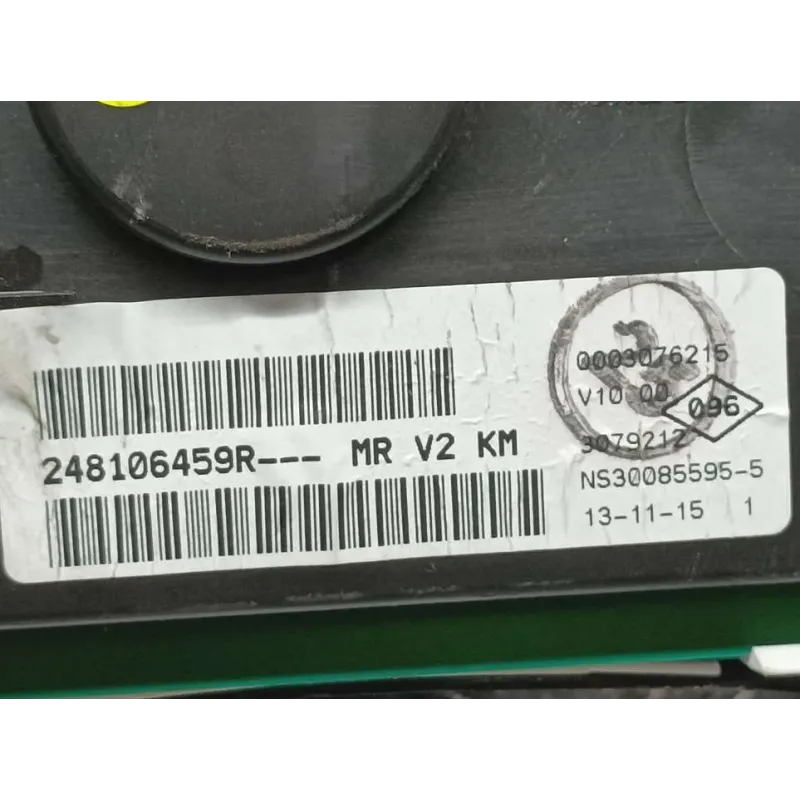 248106459R--- MR V2 KM
0003076215
V10 00
096
3079212
NS30085595-5
13-11-15 1